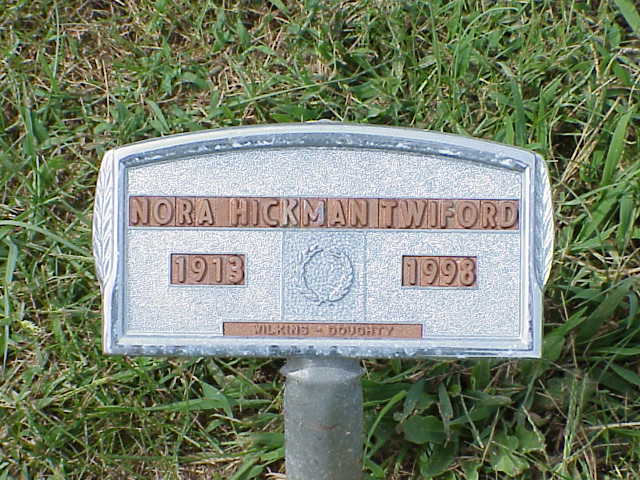 NORA HICKMAN TWIFORD
1913 1998
WILKINS - DOUGHTY